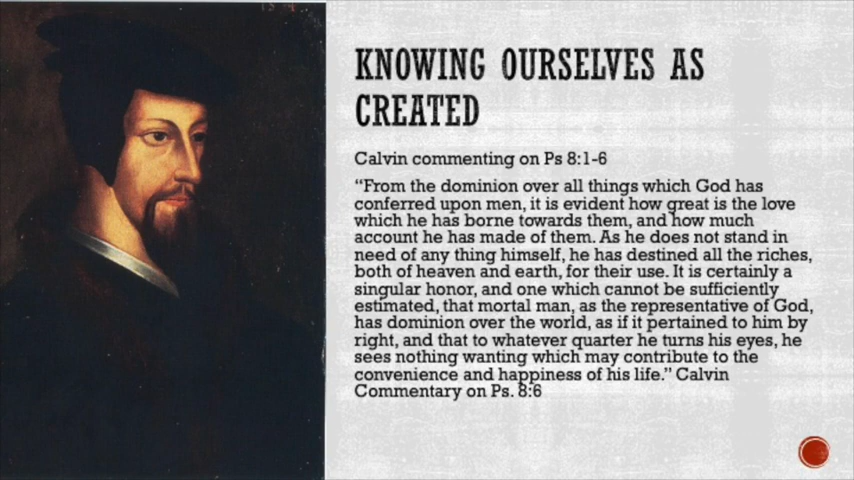 KNOWING OURSELVES AS
CREATED
Calvin commenting on Ps 8:1-6
“From the dominion over all things which God has
conferred upon men, it is evident how great is the love
which he has borne towards them, and how much
account he has made of them. As he does not stand in
need of any thing himself, he has destined all the riches,
both of heaven and earth, for their use. It is certainly a
singular honor, and one which cannot be sufficiently
estimated, that mortal man, as the representative of God,
has dominion over the world, as if it pertained to him by
right, and that to whatever quarter he turns his eyes, he
sees nothing wanting which may contribute to the
convenience and happiness of his life.” Calvin
Commentary on Ps. 8:6